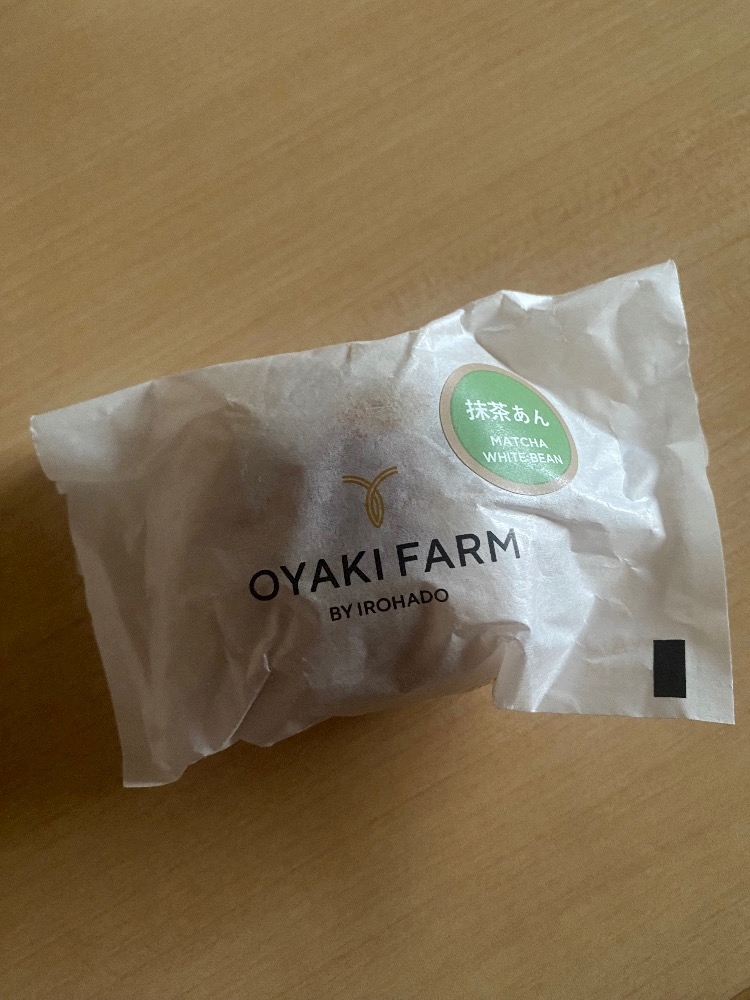 抹茶あん
MATCHA
WHITE BEAN
OYAKI FARM
BY IROHADO